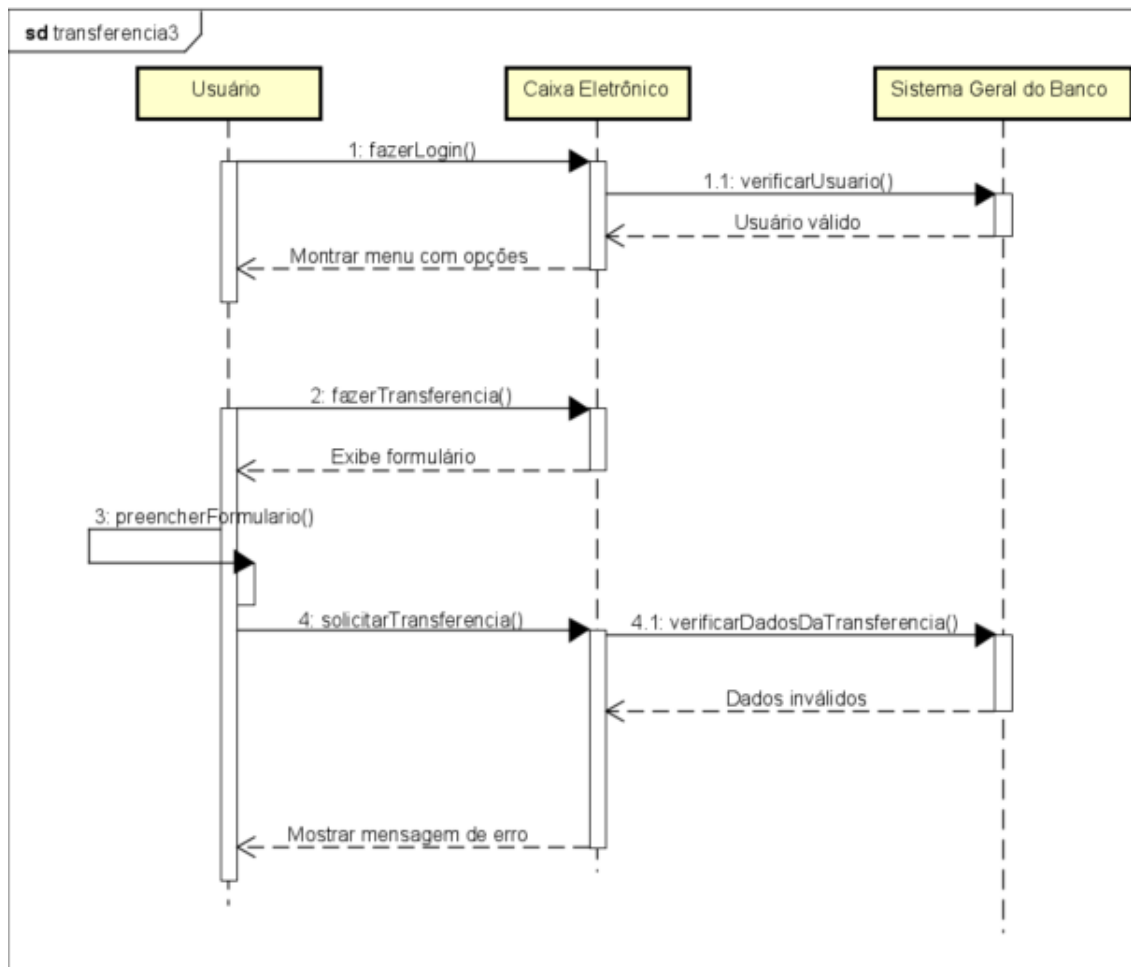 sd transferencia3
Usuário
Caixa Eletrônico
Sistema Geral do Banco
1: fazerLogin()
1.1: verificarUsuario()
Usuário válido
Montrar menu com opções
2: fazerTransferencia()
Exibe formulário
3: preencherFormulario()
4: solicitarTransferencia()
4.1: verificarDadosDaTransferencia()
Dados inválidos
Mostrar mensagem de erro